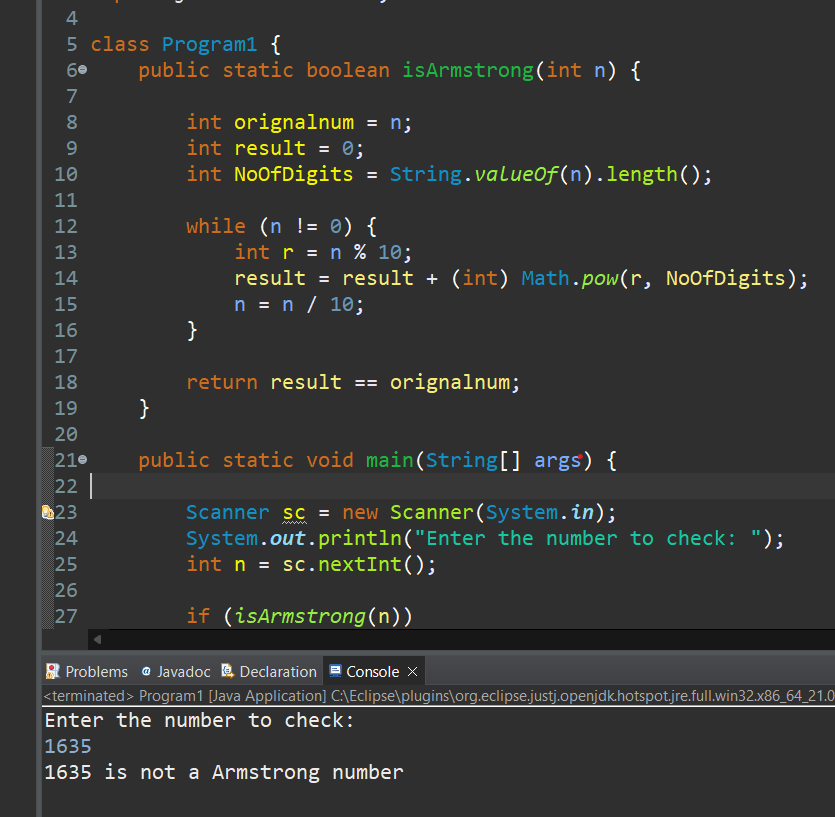 4
5 class Program1 {
6 public static boolean isArmstrong(int n) {
7
8 int orignalnum = n;
9 int result = 0;
10 int NoOfDigits = String.valueOf(n).length();
11
12 while (n != 0) {
13 int r = n % 10;
14 result = result + (int) Math.pow(r, NoOfDigits);
15 n = n / 10;
16 }
17
18 return result == orignalnum;
19 }
20
21 public static void main(String[] args) {
22
23 Scanner sc = new Scanner(System.in);
24 System.out.println("Enter the number to check: ");
25 int n = sc.nextInt();
26
27 if (isArmstrong(n))
Problems @ Javadoc Declaration Console
<terminated> Program1 [Java Application] C:\Eclipse\plugins\org.eclipse.justj.openjdk.hotspot.jre.full.win32.x86_64_21.0
Enter the number to check:
1635
1635 is not a Armstrong number